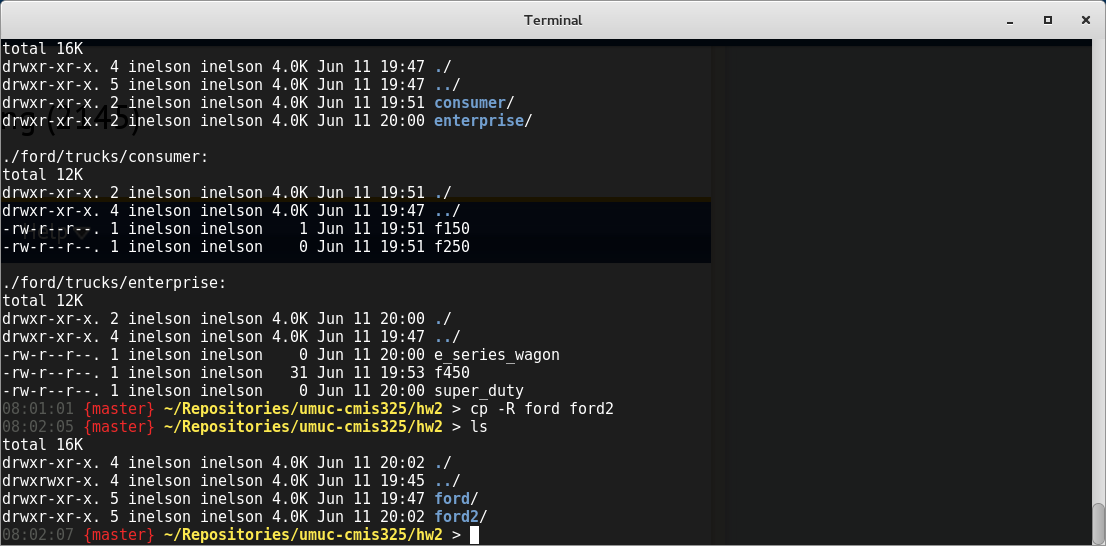 Terminal
total 16K
drwxr-xr-x. 4 inelson inelson 4.0K Jun 11 19:47 ./
drwxr-xr-x. 5 inelson inelson 4.0K Jun 11 19:47 ../
drwxr-xr-x. 2 inelson inelson 4.0K Jun 11 19:51 consumer/
drwxr-xr-x. 2 inelson inelson 4.0K Jun 11 20:00 enterprise/
./ford/trucks/consumer:
total 12K
drwxr-xr-x. 2 inelson inelson 4.0K Jun 11 19:51 ./
drwxr-xr-x. 4 inelson inelson 4.0K Jun 11 19:47 ../
-rw-r--r--. 1 inelson inelson    1 Jun 11 19:51 f150
-rw-r--r--. 1 inelson inelson    0 Jun 11 19:51 f250
./ford/trucks/enterprise:
total 12K
drwxr-xr-x. 2 inelson inelson 4.0K Jun 11 20:00 ./
drwxr-xr-x. 4 inelson inelson 4.0K Jun 11 19:47 ../
-rw-r--r--. 1 inelson inelson    0 Jun 11 20:00 e_series_wagon
-rw-r--r--. 1 inelson inelson   31 Jun 11 19:53 f450
-rw-r--r--. 1 inelson inelson    0 Jun 11 20:00 super_duty
08:01:01 {master} ~/Repositories/umuc-cmis325/hw2 > cp -R ford ford2
08:02:05 {master} ~/Repositories/umuc-cmis325/hw2 > ls
total 16K
drwxr-xr-x. 4 inelson inelson 4.0K Jun 11 20:02 ./
drwxrwxr-x. 4 inelson inelson 4.0K Jun 11 19:45 ../
drwxr-xr-x. 5 inelson inelson 4.0K Jun 11 19:47 ford/
drwxr-xr-x. 5 inelson inelson 4.0K Jun 11 20:02 ford2/
08:02:07 {master} ~/Repositories/umuc-cmis325/hw2 >